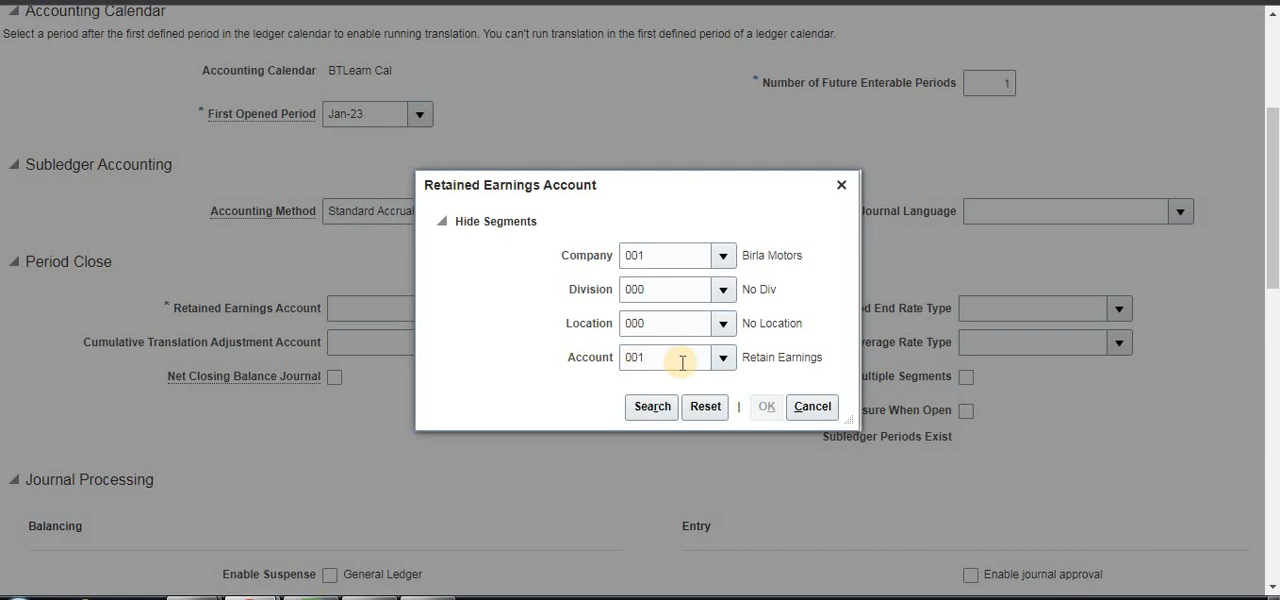 Accounting Calendar
Select a period after the first defined period in the ledger calendar to enable running translation. You can't run translation in the first defined period of a ledger calendar.
Accounting Calendar BTLearn Cal
* Number of Future Enterable Periods 1
* First Opened Period Jan-23
Subledger Accounting
Accounting Method Standard Accrual
Journal Language
Period Close
* Retained Earnings Account
d End Rate Type
Cumulative Translation Adjustment Account
verage Rate Type
Net Closing Balance Journal
ultiple Segments
sure When Open
Subledger Periods Exist
Retained Earnings Account
Hide Segments
Company 001 Birla Motors
Division 000 No Div
Location 000 No Location
Account 001 Retain Earnings
Search Reset | OK Cancel
Journal Processing
Balancing
Entry
Enable Suspense General Ledger
Enable journal approval